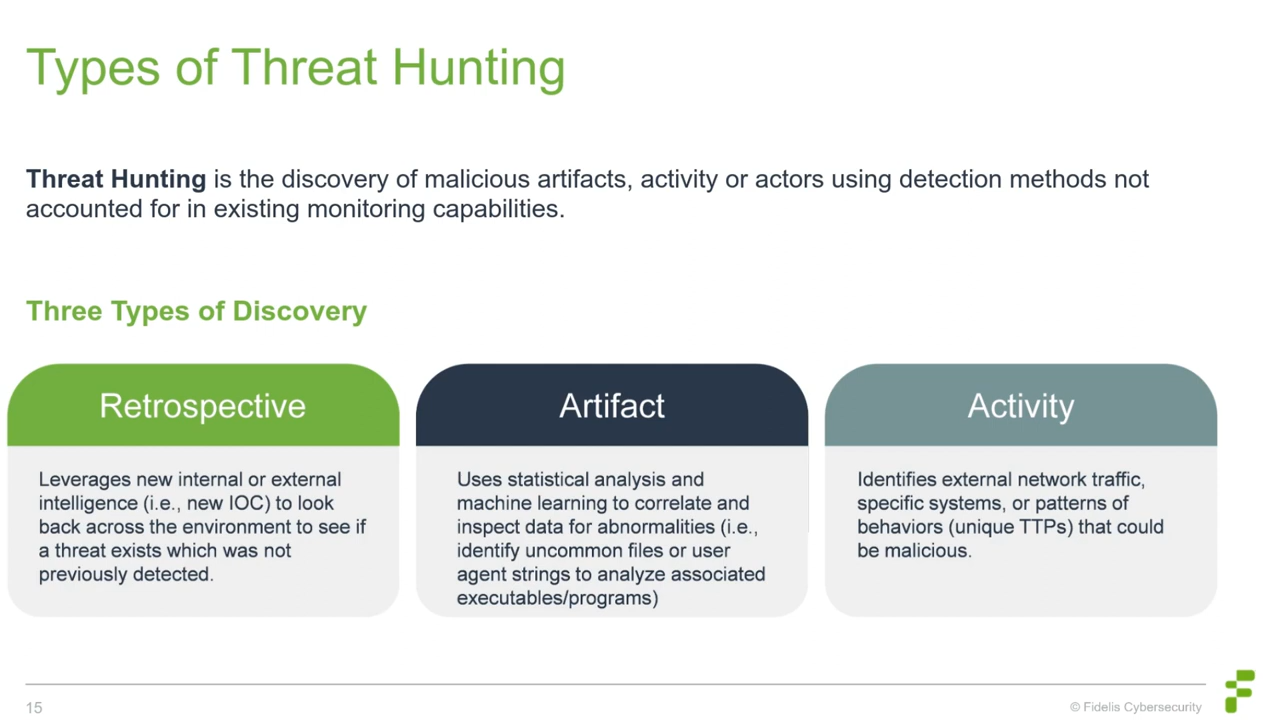 Types of Threat Hunting
Threat Hunting is the discovery of malicious artifacts, activity or actors using detection methods not
accounted for in existing monitoring capabilities.
Three Types of Discovery
Retrospective
Leverages new internal or external
intelligence (i.e., new IOC) to look
back across the environment to see if
a threat exists which was not
previously detected.
Artifact
Uses statistical analysis and
machine learning to correlate and
inspect data for abnormalities (i.e.,
identify uncommon files or user
agent strings to analyze associated
executables/programs)
Activity
Identifies external network traffic,
specific systems, or patterns of
behaviors (unique TTPs) that could
be malicious.
15
© Fidelis Cybersecurity